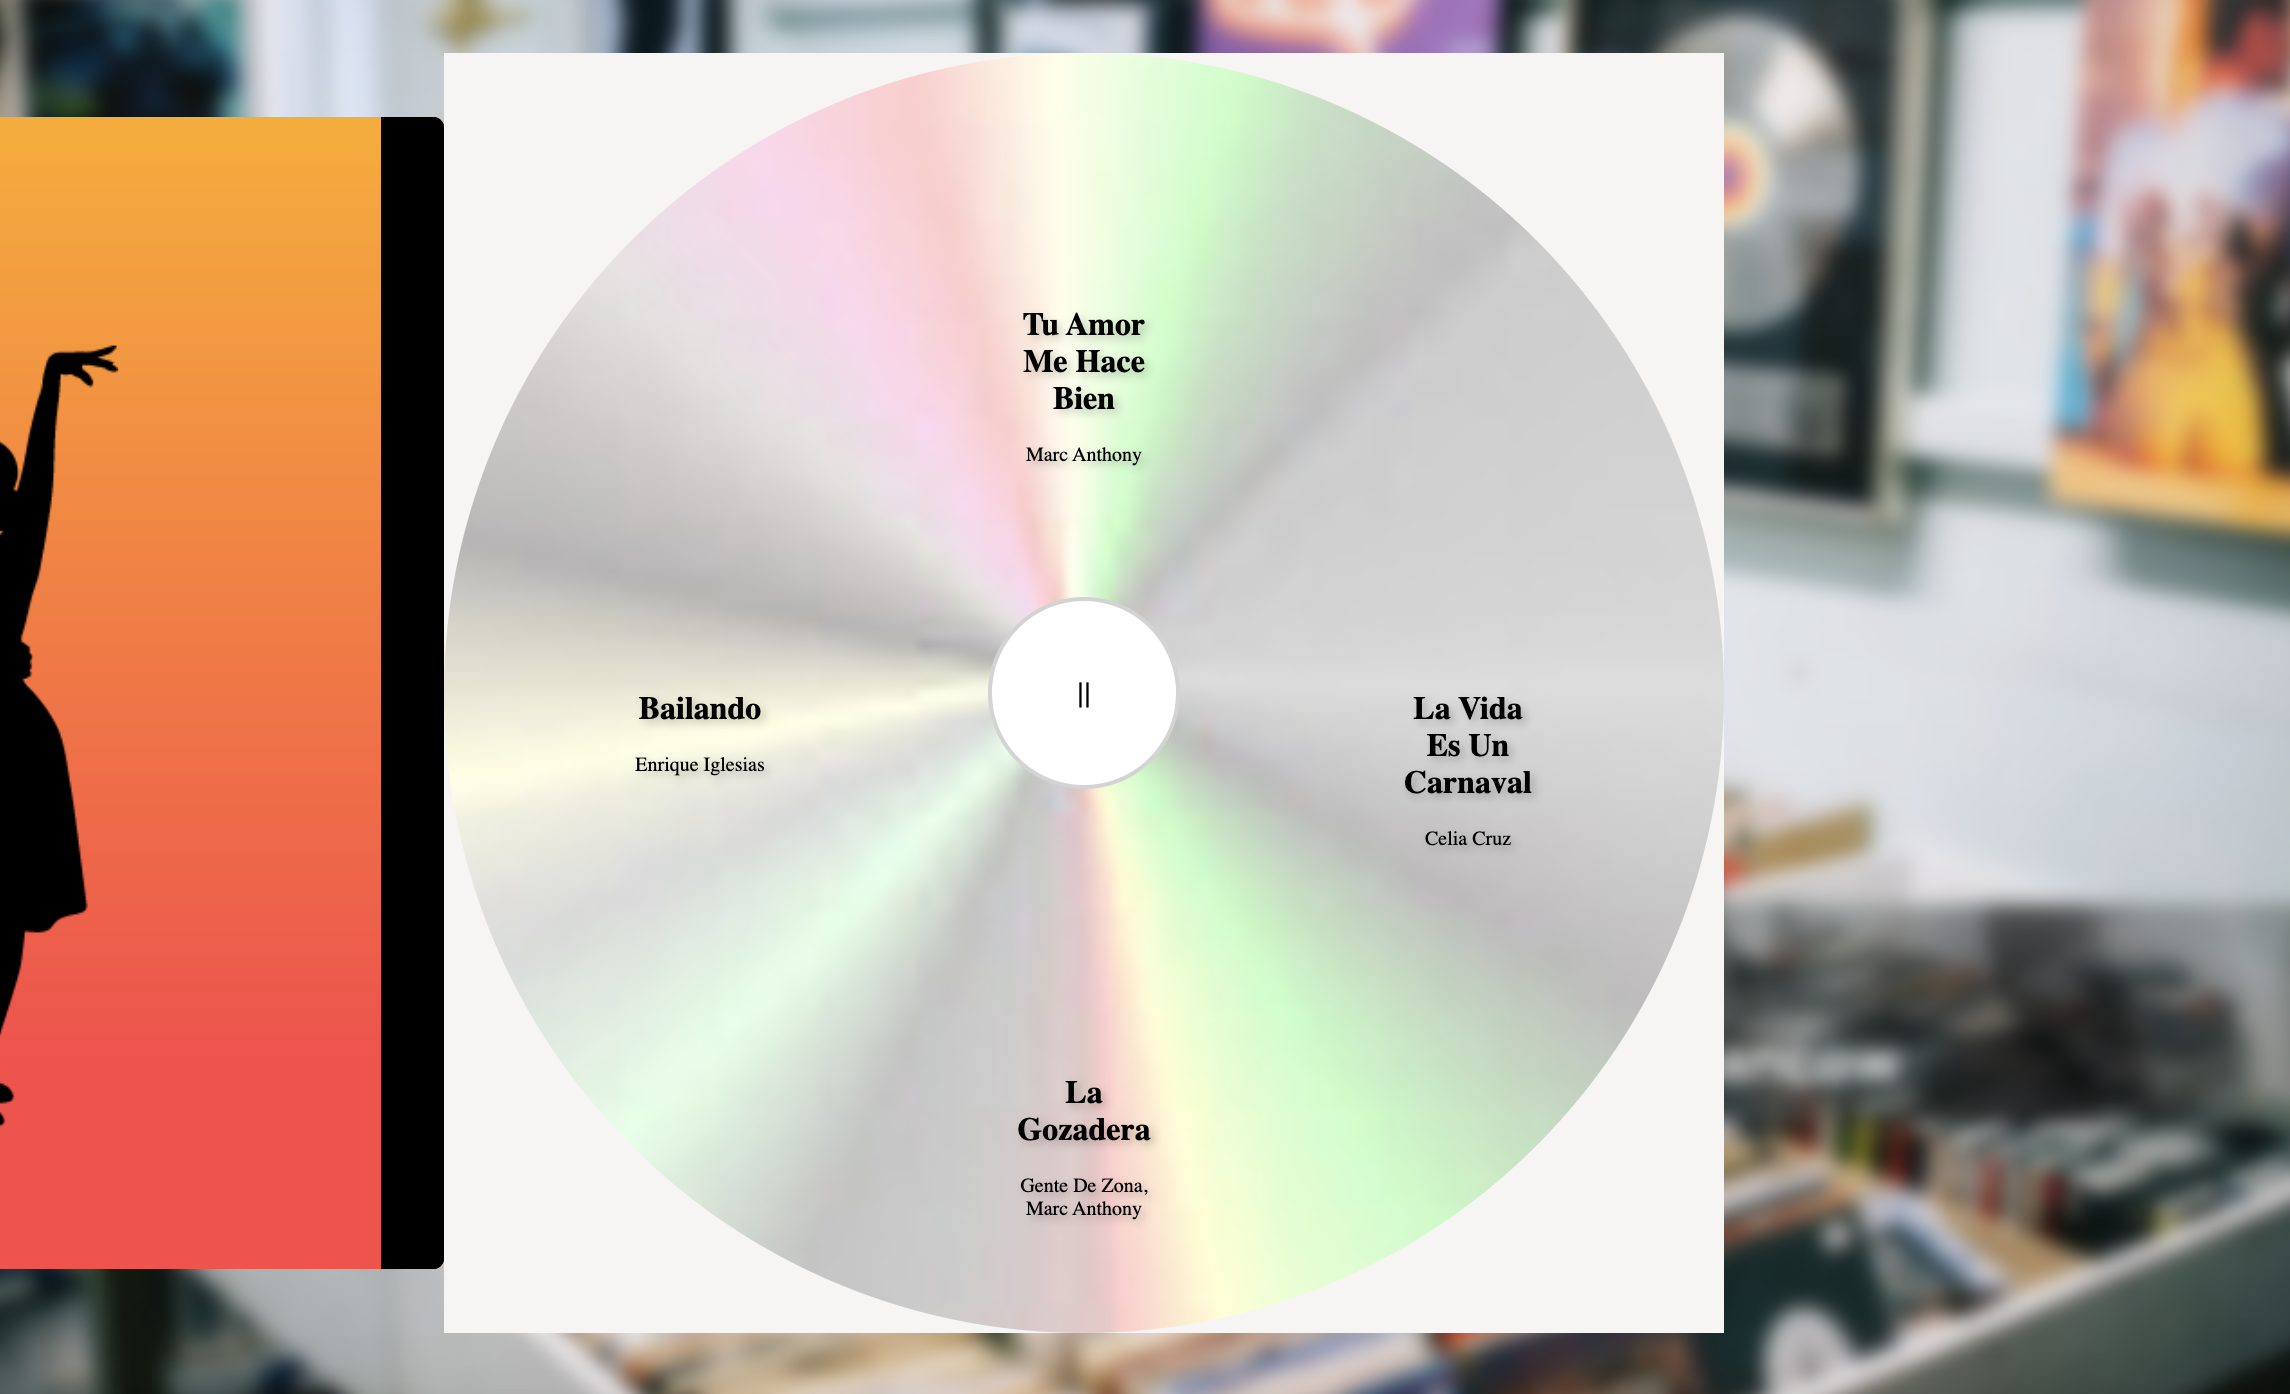 Tu Amor
Me Hace
Bien
Marc Anthony
Bailando
Enrique Iglesias
La Vida
Es Un
Carnaval
Celia Cruz
La
Gozadera
Gente De Zona,
Marc Anthony